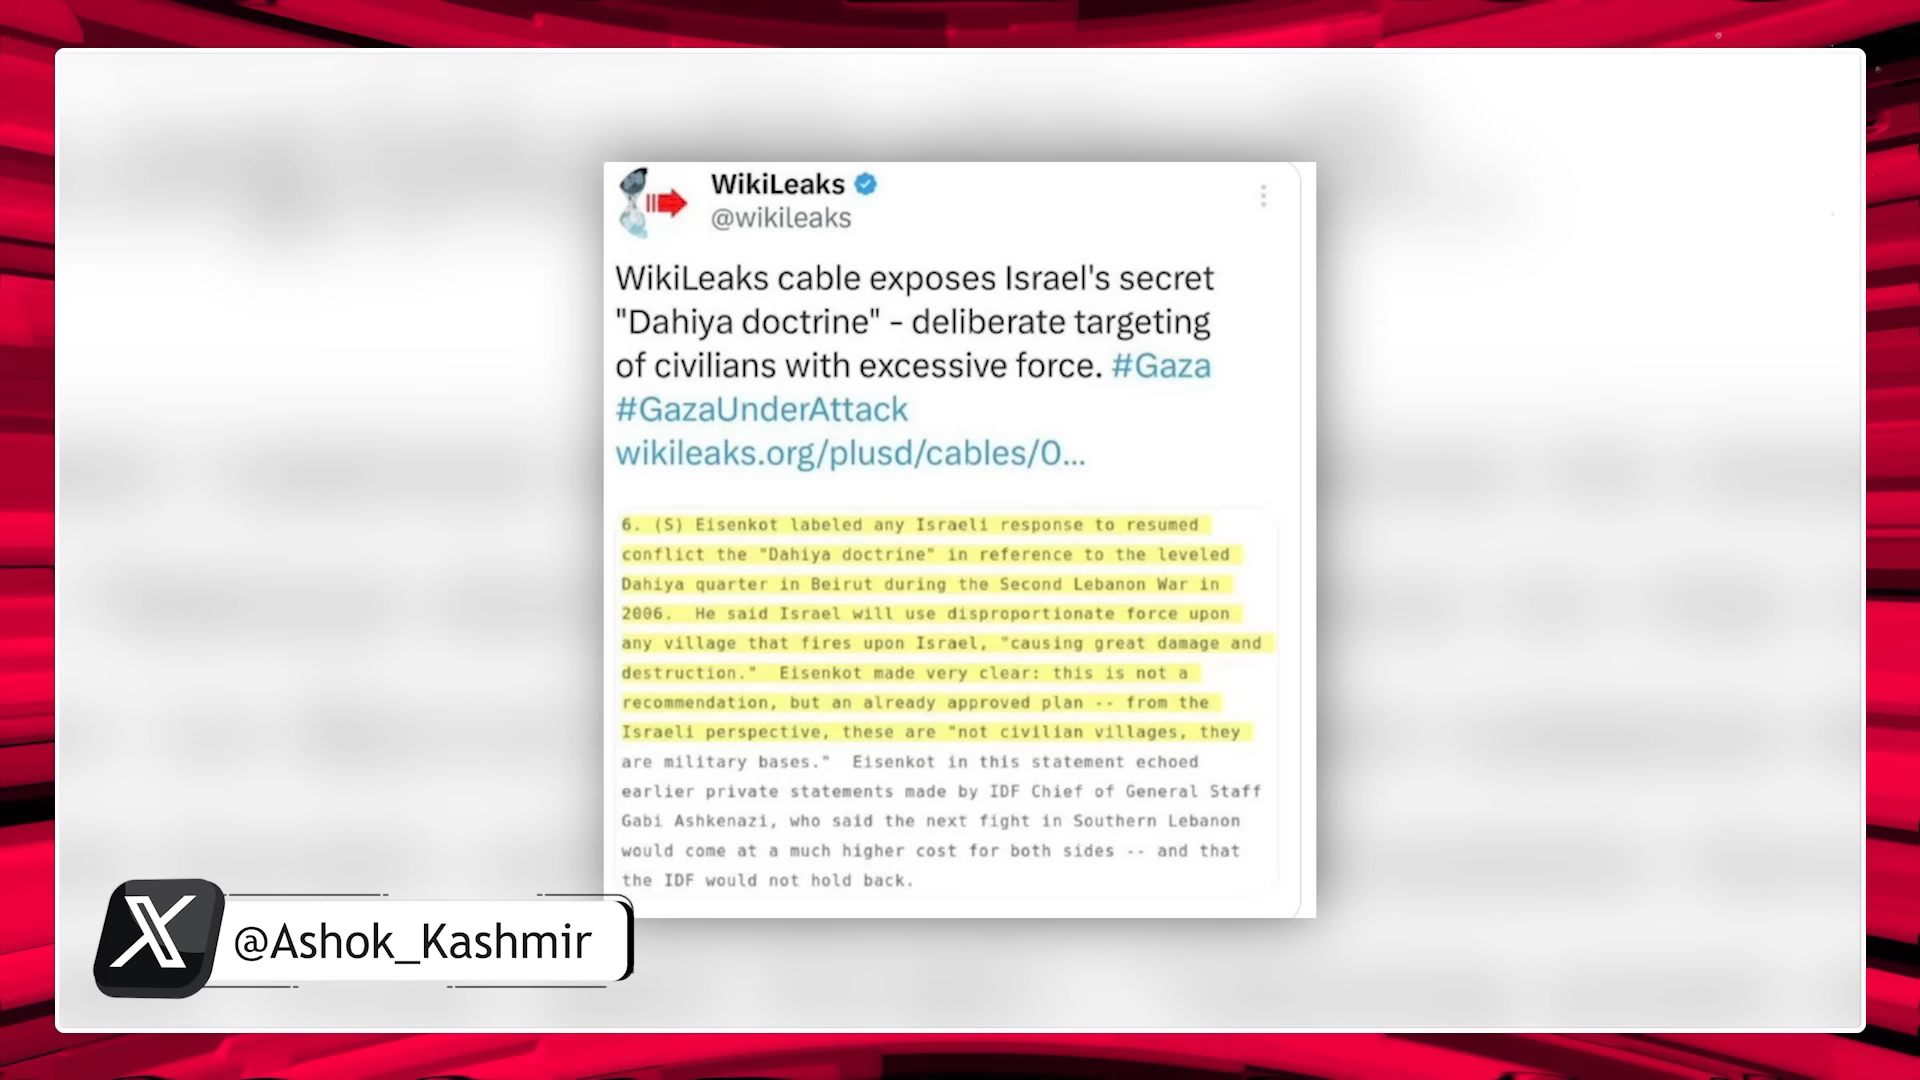 WikiLeaks
@wikileaks
WikiLeaks cable exposes Israel's secret
"Dahiya doctrine" - deliberate targeting
of civilians with excessive force. #Gaza
#GazaUnderAttack
wikileaks.org/plusd/cables/0...
6. (S) Eisenkot labeled any Israeli response to resumed
conflict the "Dahiya doctrine" in reference to the leveled
Dahiya quarter in Beirut during the Second Lebanon War in
2006. He said Israel will use disproportionate force upon
any village that fires upon Israel, "causing great damage and
destruction." Eisenkot made very clear: this is not a
recommendation, but an already approved plan -- from the
Israeli perspective, these are "not civilian villages, they
are military bases." Eisenkot in this statement echoed
earlier private statements made by IDF Chief of General Staff
Gabi Ashkenazi, who said the next fight in Southern Lebanon
would come at a much higher cost for both sides -- and that
the IDF would not hold back.
@Ashok_Kashmir